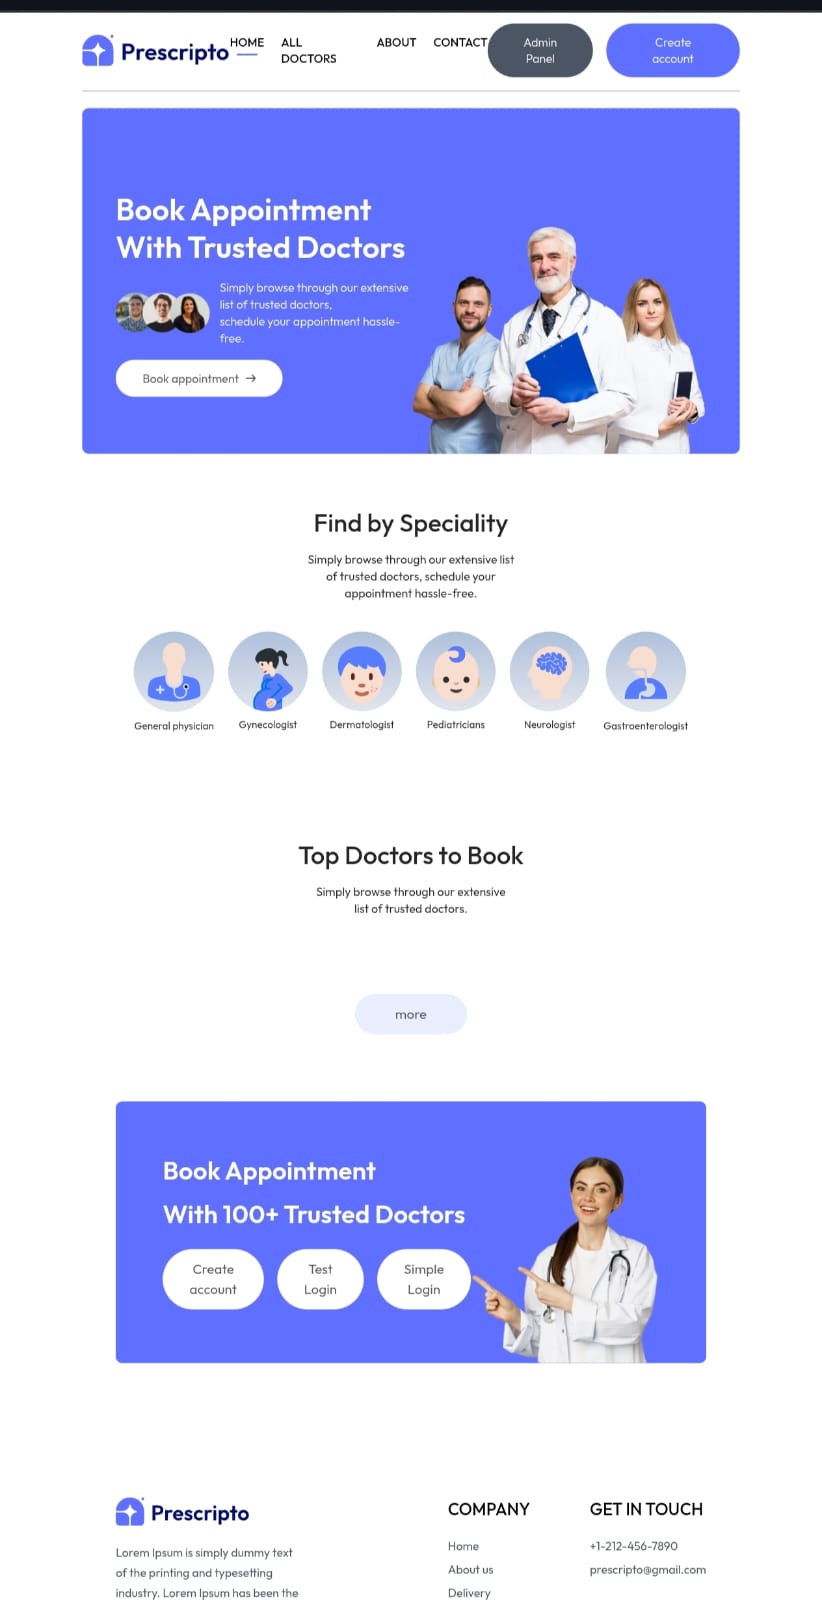 Prescripto
HOME
ALL
DOCTORS
ABOUT
CONTACT
Admin
Panel
Create
account
Book Appointment
With Trusted Doctors
Simply browse through our extensive
list of trusted doctors,
schedule your appointment hassle-
free.
Book appointment →
Find by Speciality
Simply browse through our extensive list
of trusted doctors, schedule your
appointment hassle-free.
General physician
Gynecologist
Dermatologist
Pediatricians
Neurologist
Gastroenterologist
Top Doctors to Book
Simply browse through our extensive
list of trusted doctors.
more
Book Appointment
With 100+ Trusted Doctors
Create
account
Test
Login
Simple
Login
Prescripto
Lorem Ipsum is simply dummy text
of the printing and typesetting
industry. Lorem Ipsum has been the
COMPANY
Home
About us
Delivery
GET IN TOUCH
+1-212-456-7890
prescripto@gmail.com